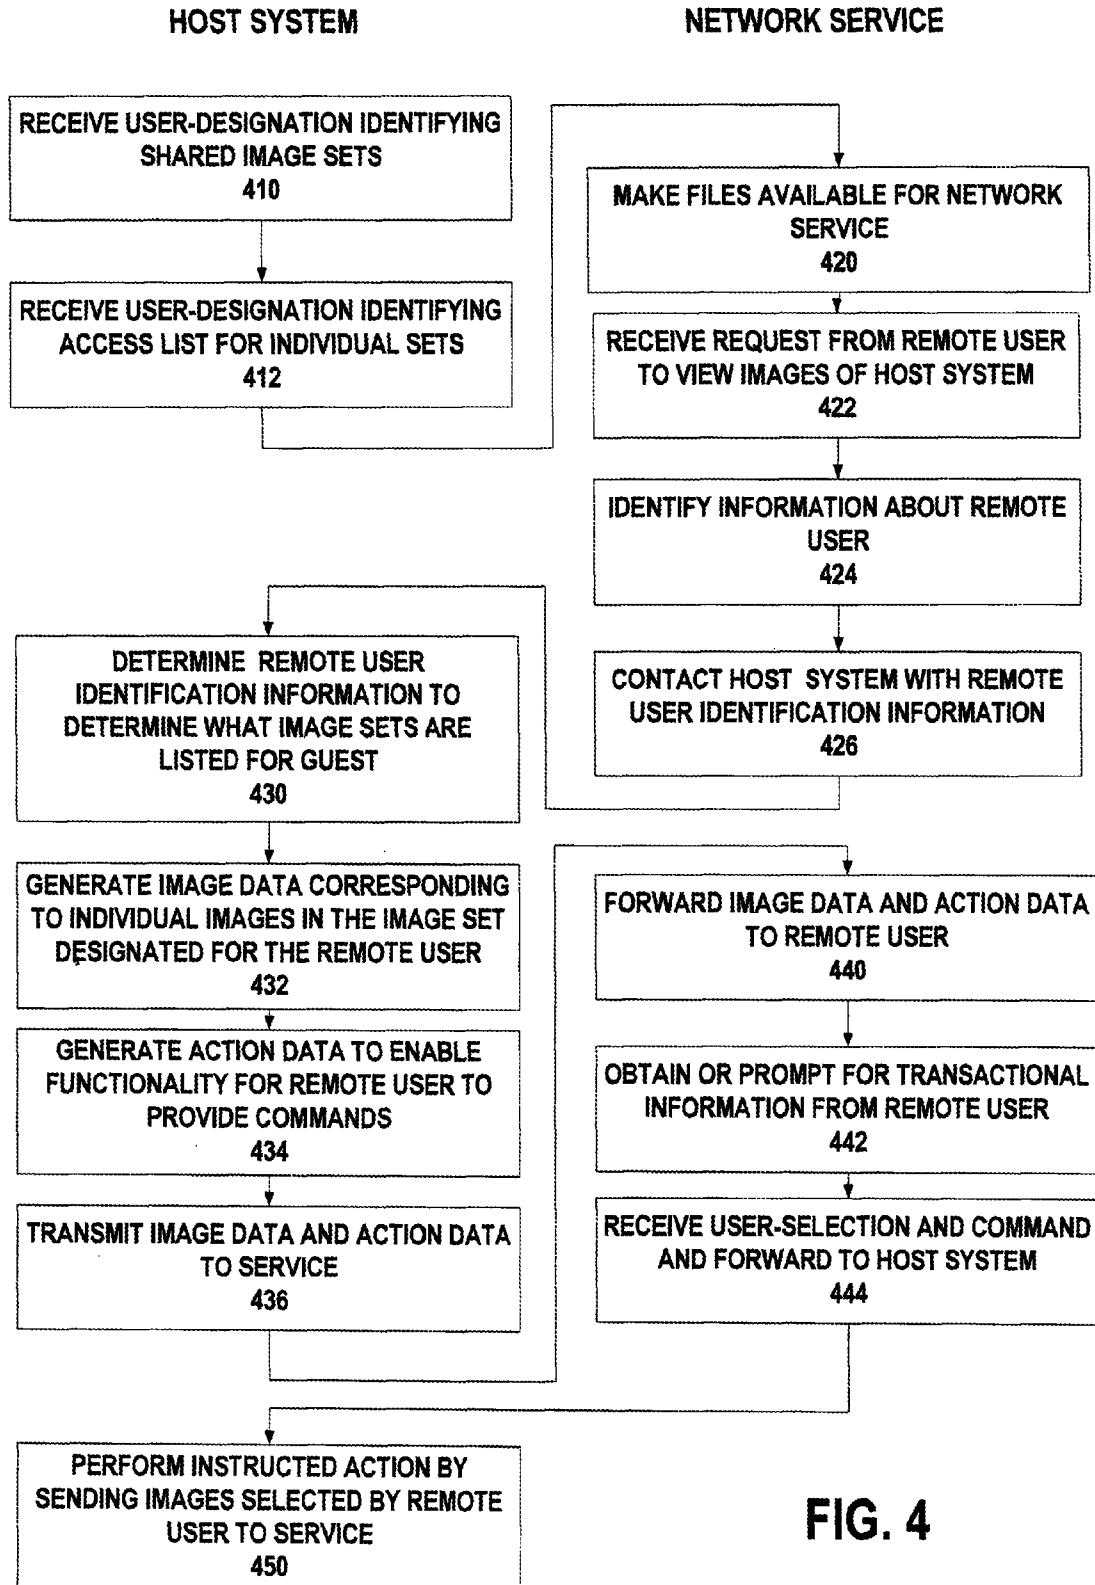 HOST SYSTEM
NETWORK SERVICE
RECEIVE USER-DESIGNATION IDENTIFYING
SHARED IMAGE SETS
410
RECEIVE USER-DESIGNATION IDENTIFYING
ACCESS LIST FOR INDIVIDUAL SETS
412
MAKE FILES AVAILABLE FOR NETWORK
SERVICE
420
RECEIVE REQUEST FROM REMOTE USER
TO VIEW IMAGES OF HOST SYSTEM
422
IDENTIFY INFORMATION ABOUT REMOTE
USER
424
CONTACT HOST SYSTEM WITH REMOTE
USER IDENTIFICATION INFORMATION
426
DETERMINE REMOTE USER
IDENTIFICATION INFORMATION TO
DETERMINE WHAT IMAGE SETS ARE
LISTED FOR GUEST
430
GENERATE IMAGE DATA CORRESPONDING
TO INDIVIDUAL IMAGES IN THE IMAGE SET
DESIGNATED FOR THE REMOTE USER
432
GENERATE ACTION DATA TO ENABLE
FUNCTIONALITY FOR REMOTE USER TO
PROVIDE COMMANDS
434
TRANSMIT IMAGE DATA AND ACTION DATA
TO SERVICE
436
FORWARD IMAGE DATA AND ACTION DATA
TO REMOTE USER
440
OBTAIN OR PROMPT FOR TRANSACTIONAL
INFORMATION FROM REMOTE USER
442
RECEIVE USER-SELECTION AND COMMAND
AND FORWARD TO HOST SYSTEM
444
PERFORM INSTRUCTED ACTION BY
SENDING IMAGES SELECTED BY REMOTE
USER TO SERVICE
450
FIG. 4